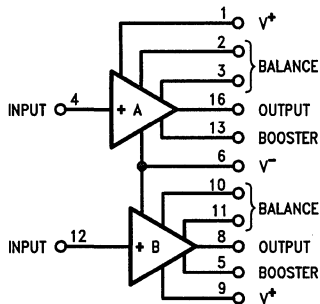 1 V+
2
BALANCE
3
INPUT 4 + A 16 OUTPUT
13 BOOSTER
6 V-
10
BALANCE
11
INPUT 12 + B 8 OUTPUT
5 BOOSTER
9 V+